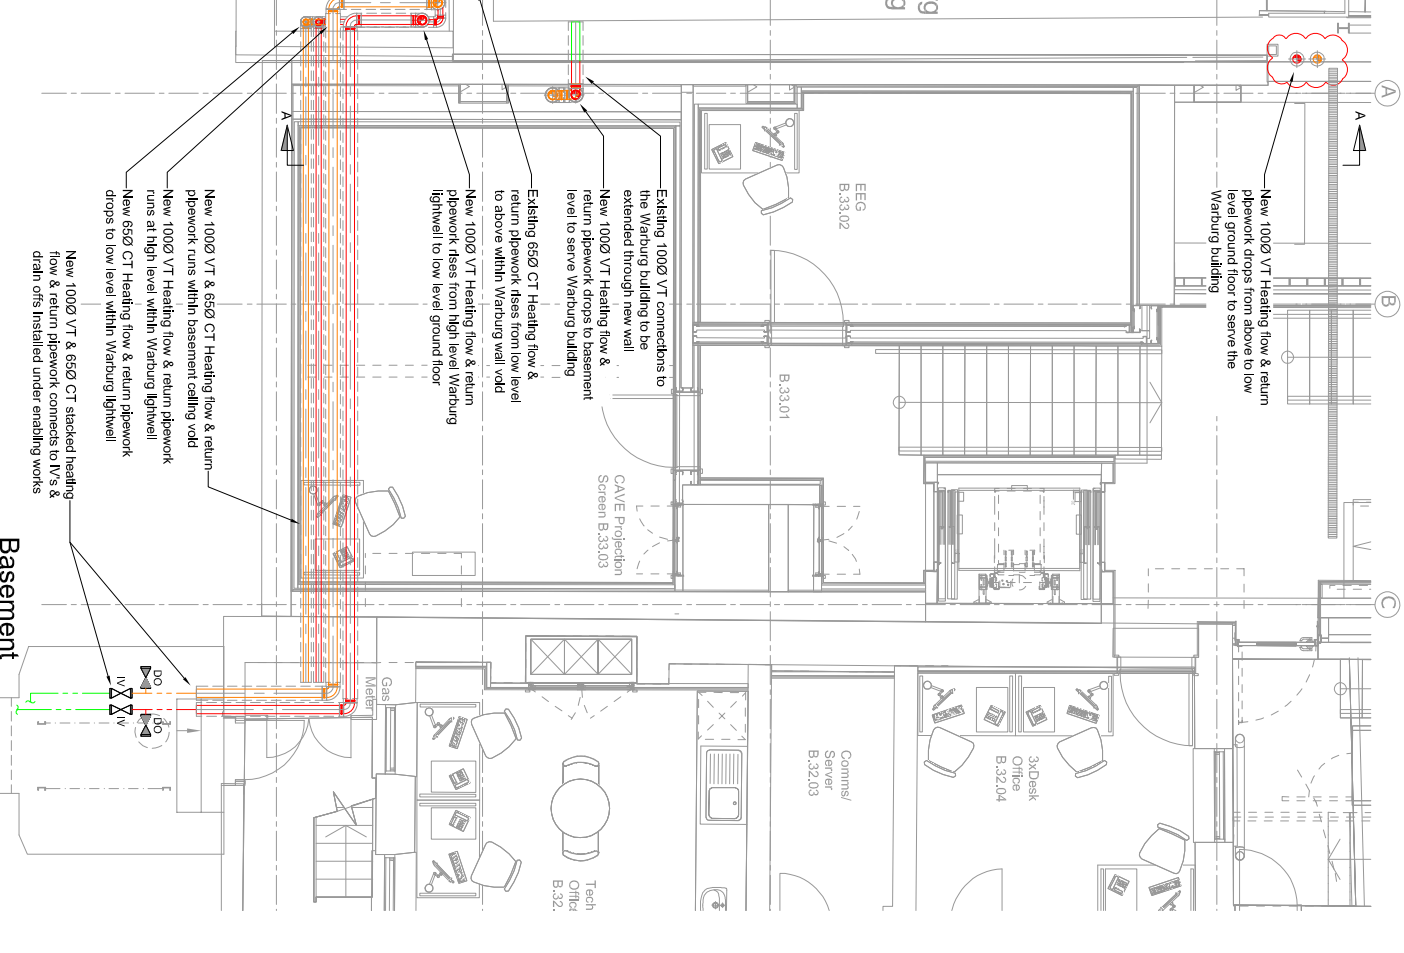 New 100Ø VT Heating flow & return
pipework drops from above to low
level ground floor to serve the
Warburg building
Existing 100Ø VT connections to
the Warburg building to be
extended through new wall
New 100Ø VT Heating flow &
return pipework drops to basement
level to serve Warburg building
Existing 65Ø CT Heating flow &
return pipework rises from low level
to above within Warburg wall void
New 100Ø VT Heating flow & return
pipework rises from high level Warburg
lightwell to low level ground floor
New 100Ø VT & 65Ø CT Heating flow & return
pipework runs within basement ceiling void
New 100Ø VT Heating flow & return pipework
runs at high level within Warburg lightwell
New 65Ø CT Heating flow & return pipework
drops to low level within Warburg lightwell
New 100Ø VT & 65Ø CT stacked heating
flow & return pipework connects to IV's &
drain offs installed under enabling works
A
B
C
A
A
EEG
B.33.02
B.33.01
CAVE Projection
Screen B.33.03
Gas
Meter
3xDesk
Office
B.32.04
Comms/
Server
B.32.03
Tech
B.32.
DO
IV
IV
DO
Basement